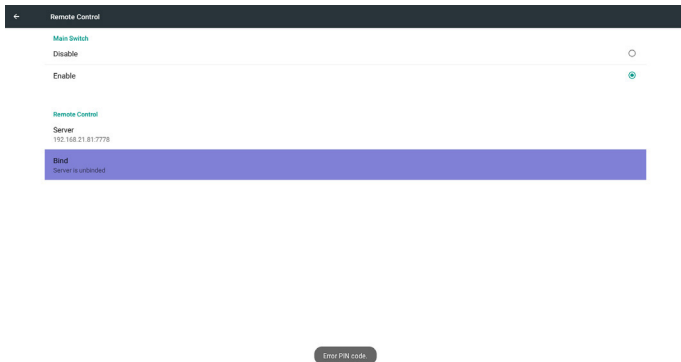 Remote Control
Main Switch
Disable
Enable
Remote Control
Server
192.168.21.81:7778
Bind
Server is unbinded
Error PIN code.